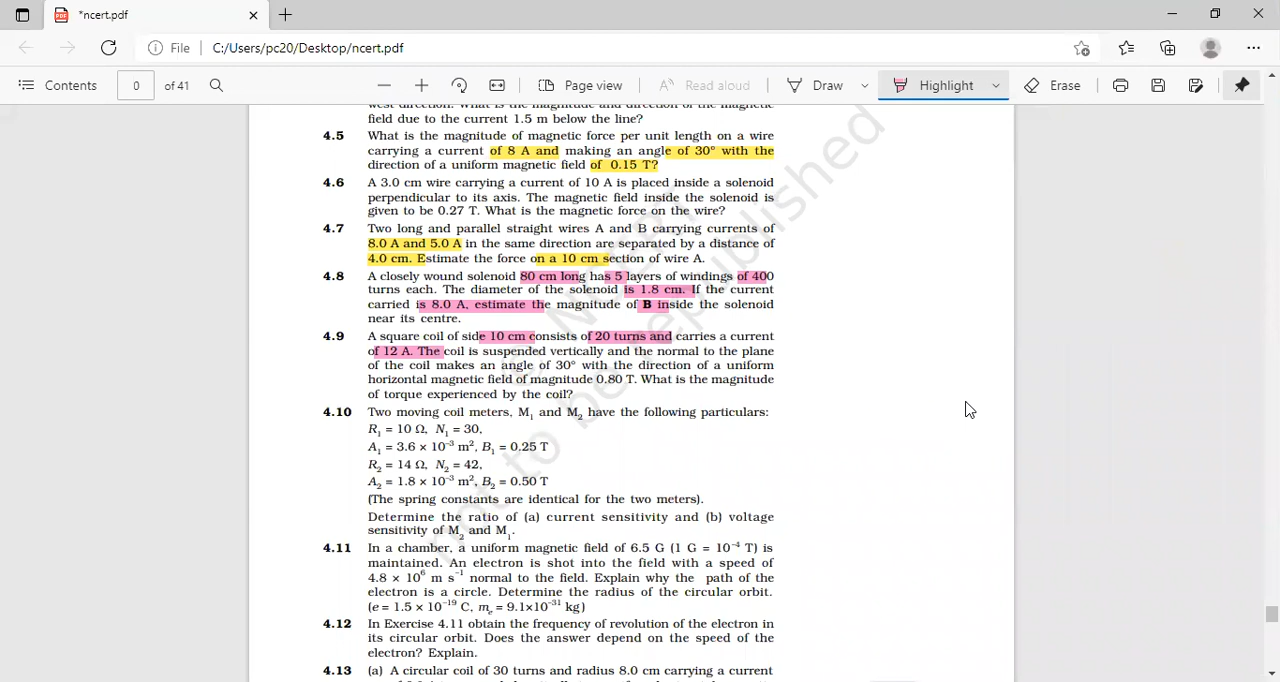 *ncert.pdf
File C:/Users/pc20/Desktop/ncert.pdf
Contents 0 of 41 Page view Read aloud Draw Highlight Erase
west direction. What is the magnitude and direction of the magnetic
field due to the current 1.5 m below the line?
4.5 What is the magnitude of magnetic force per unit length on a wire
carrying a current of 8 A and making an angle of 30° with the
direction of a uniform magnetic field of 0.15 T?
4.6 A 3.0 cm wire carrying a current of 10 A is placed inside a solenoid
perpendicular to its axis. The magnetic field inside the solenoid is
given to be 0.27 T. What is the magnetic force on the wire?
4.7 Two long and parallel straight wires A and B carrying currents of
8.0 A and 5.0 A in the same direction are separated by a distance of
4.0 cm. Estimate the force on a 10 cm section of wire A.
4.8 A closely wound solenoid 80 cm long has 5 layers of windings of 400
turns each. The diameter of the solenoid is 1.8 cm. If the current
carried is 8.0 A, estimate the magnitude of B inside the solenoid
near its centre.
4.9 A square coil of side 10 cm consists of 20 turns and carries a current
of 12 A. The coil is suspended vertically and the normal to the plane
of the coil makes an angle of 30° with the direction of a uniform
horizontal magnetic field of magnitude 0.80 T. What is the magnitude
of torque experienced by the coil?
4.10 Two moving coil meters, M₁ and M₂ have the following particulars:
R₁ = 10 Ω, N₁ = 30,
A₁ = 3.6 × 10⁻³ m², B₁ = 0.25 T
R₂ = 14 Ω, N₂ = 42,
A₂ = 1.8 × 10⁻³ m², B₂ = 0.50 T
(The spring constants are identical for the two meters).
Determine the ratio of (a) current sensitivity and (b) voltage
sensitivity of M₂ and M₁.
4.11 In a chamber, a uniform magnetic field of 6.5 G (1 G = 10⁻⁴ T) is
maintained. An electron is shot into the field with a speed of
4.8 × 10⁶ m s⁻¹ normal to the field. Explain why the path of the
electron is a circle. Determine the radius of the circular orbit.
(e = 1.5 × 10⁻¹⁹ C, mₑ = 9.1×10⁻³¹ kg)
4.12 In Exercise 4.11 obtain the frequency of revolution of the electron in
its circular orbit. Does the answer depend on the speed of the
electron? Explain.
4.13 (a) A circular coil of 30 turns and radius 8.0 cm carrying a current
not to be republished